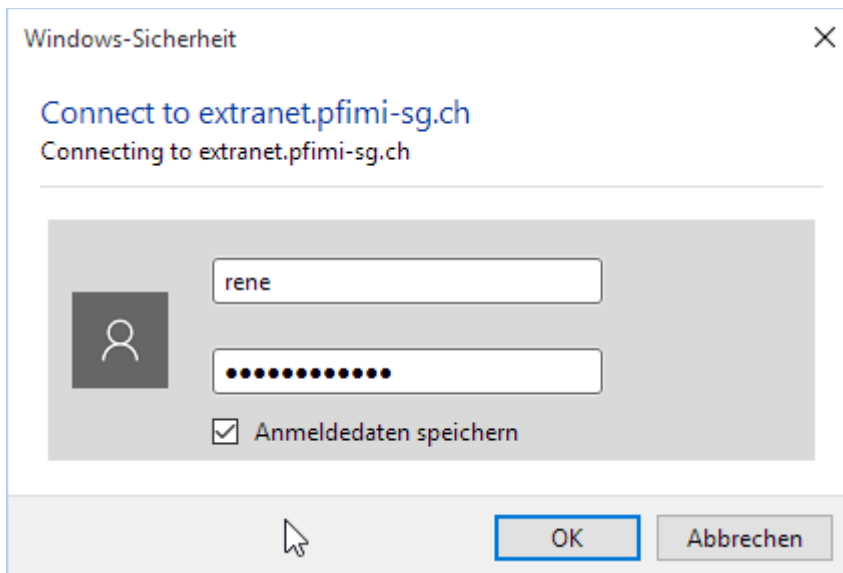 Windows-Sicherheit
Connect to extranet.pfimi-sg.ch
Connecting to extranet.pfimi-sg.ch
rene
●●●●●●●●●●●●
Anmeldedaten speichern
OK
Abbrechen